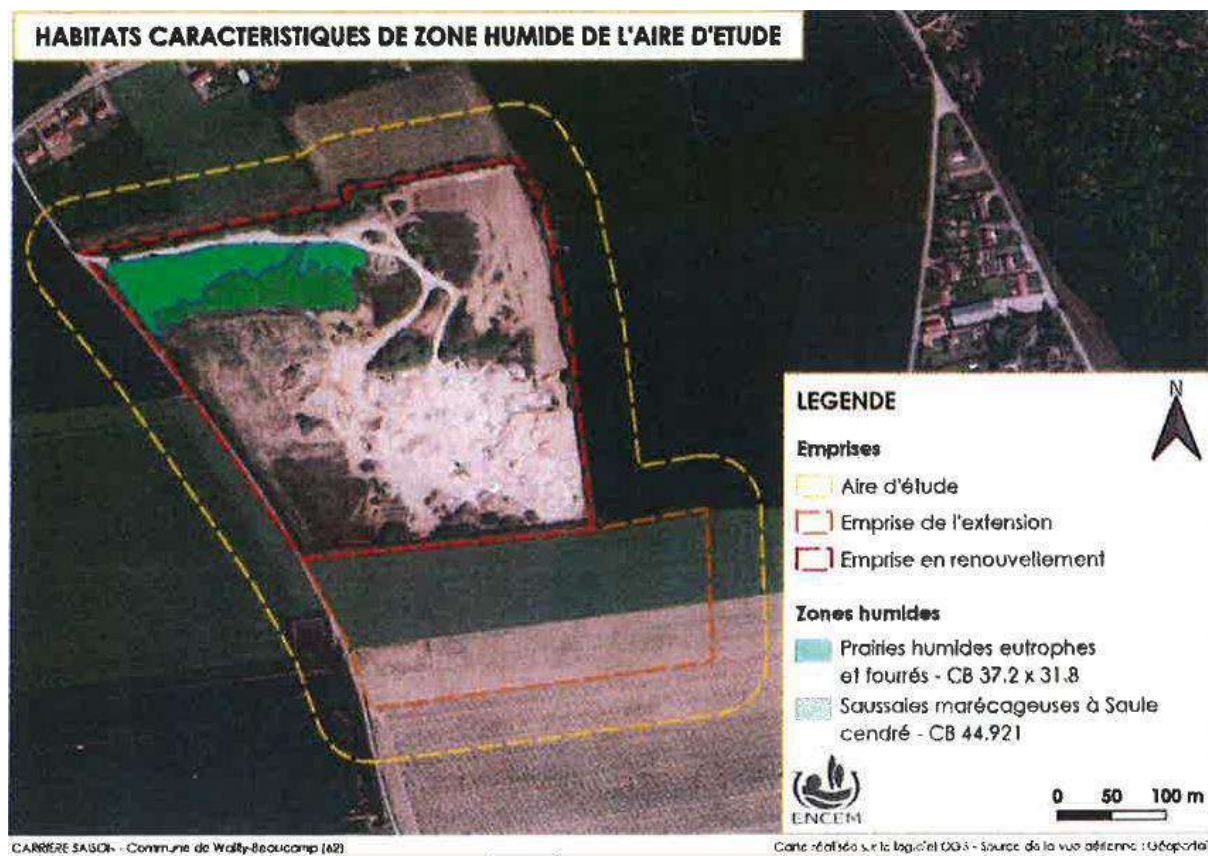 HABITATS CARACTERISTIQUES DE ZONE HUMIDE DE L'AIRE D'ETUDE
LEGENDE
N
Emprises
Aire d'étude
Emprise de l'extension
Emprise en renouvellement
Zones humides
Prairies humides eutrophes
et fourrés - CB 37.2 x 31.8
Saussaies marécageuses à Saule
cendré - CB 44.921
ENCEM
0 50 100 m
CARRIÈRE - Commune de Wailly-Beaucamp (62)
Carte réalisée sur le logiciel - Source de la vue aérienne : Géoportail